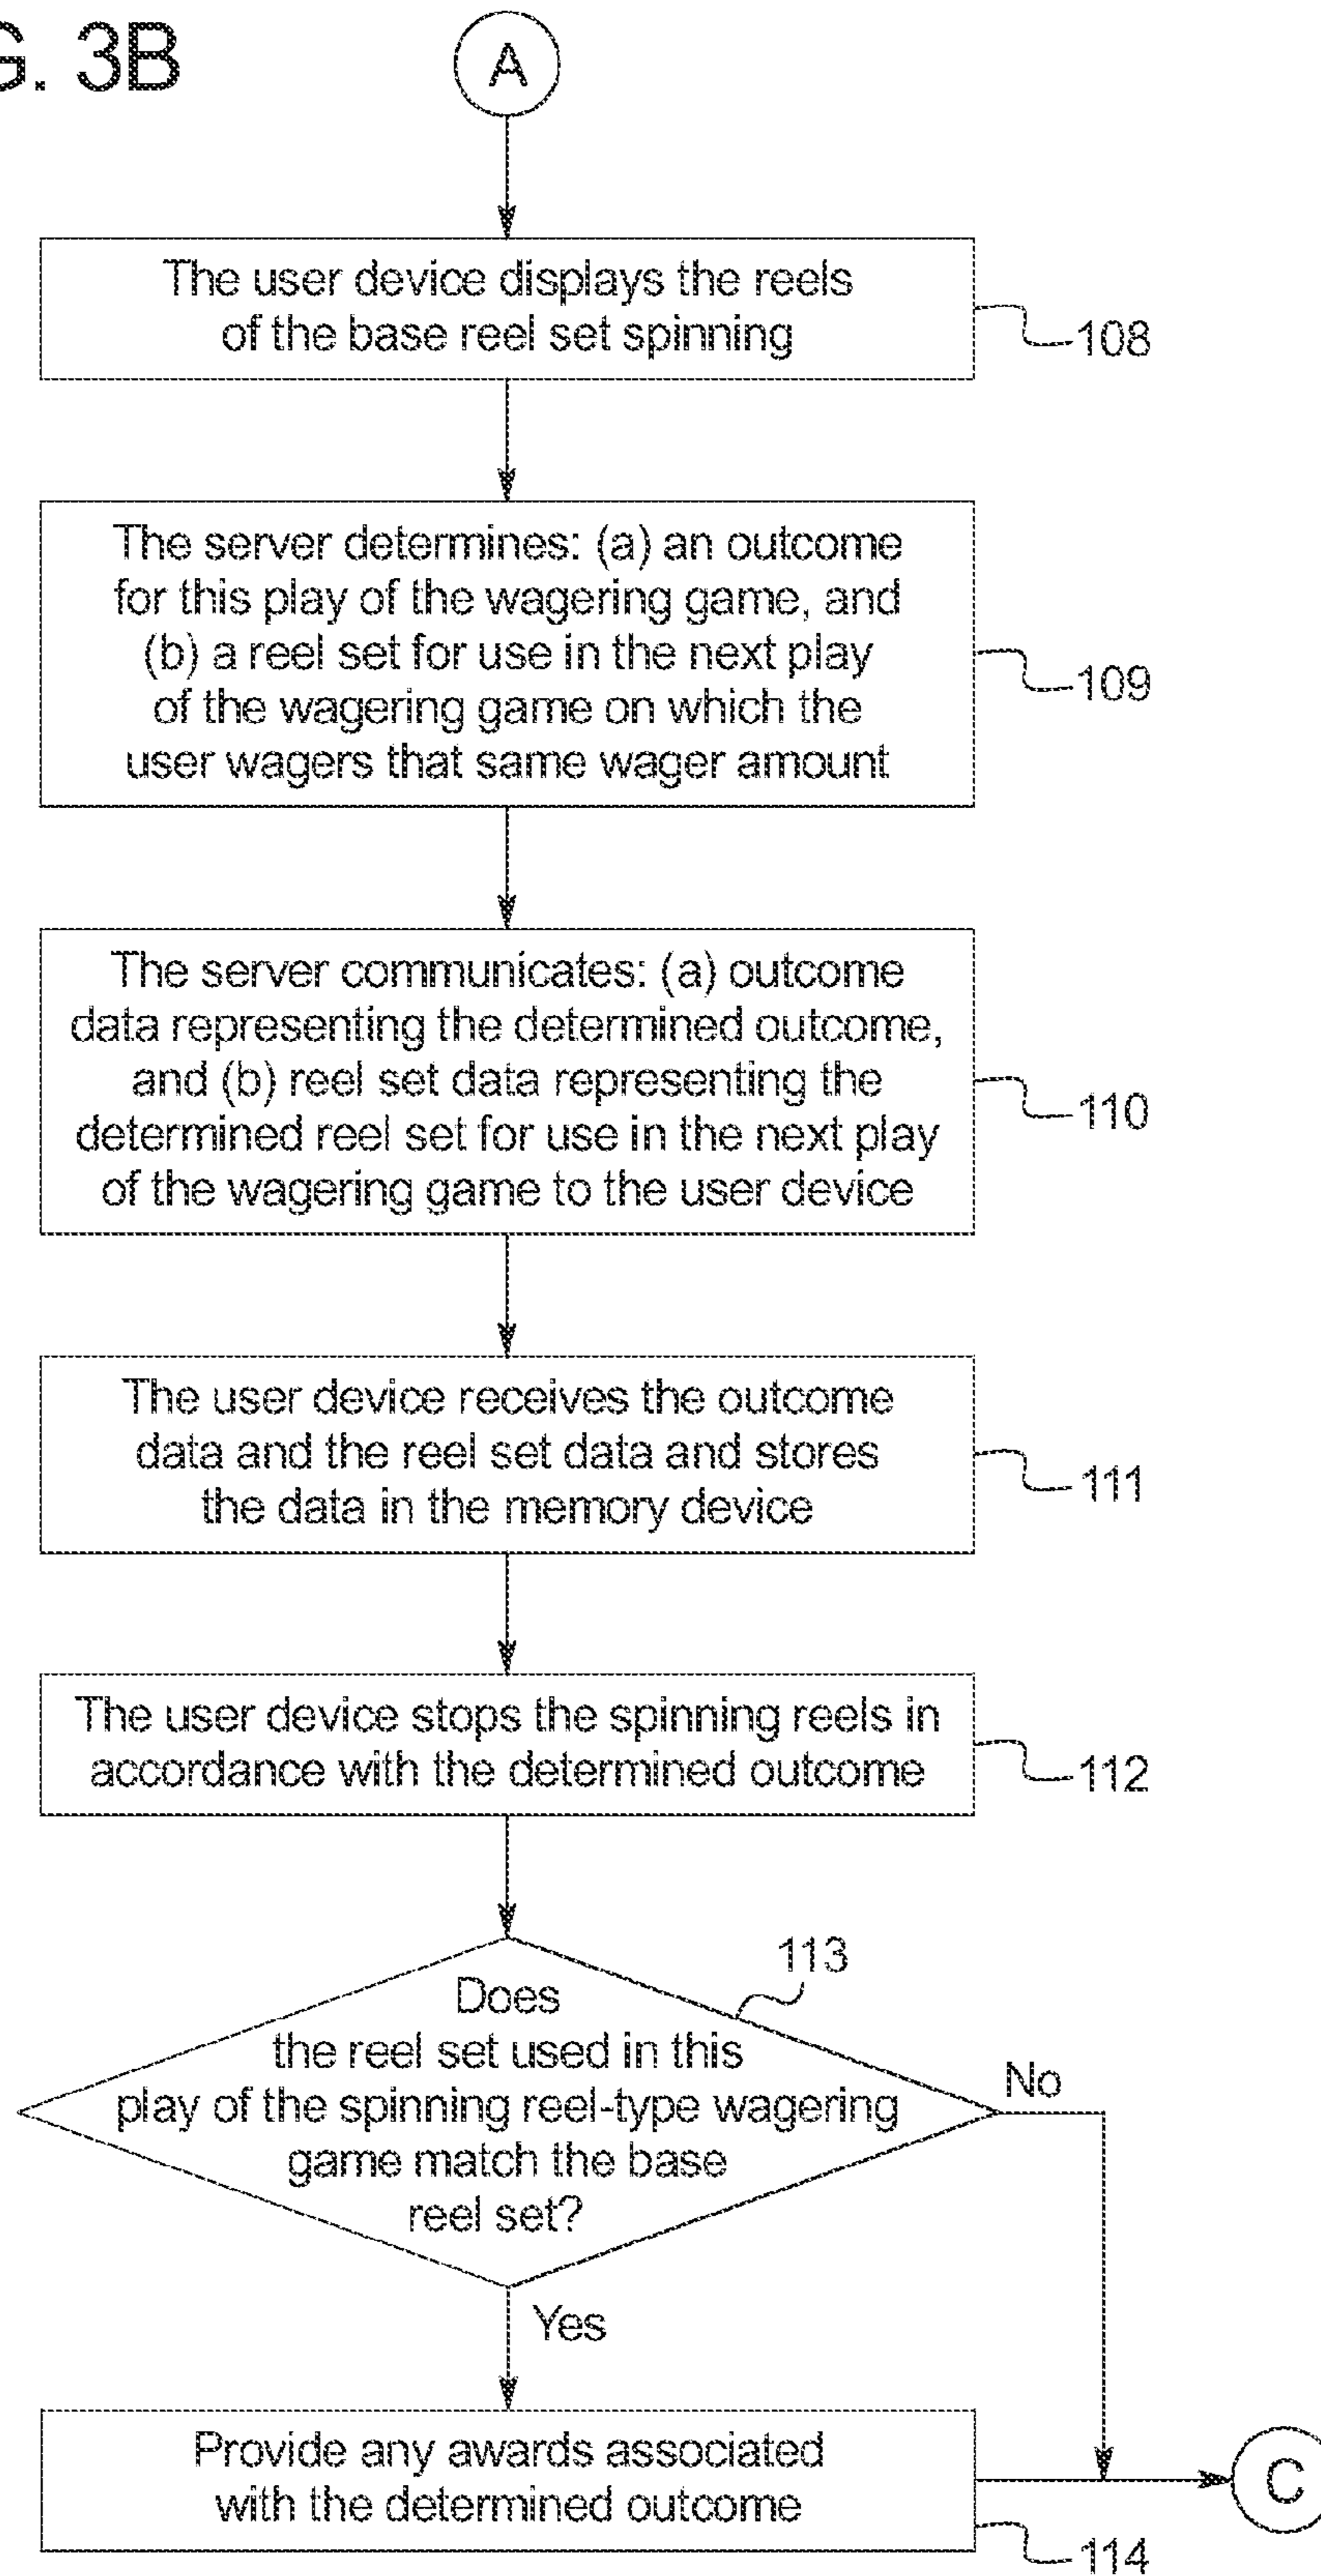 G. 3B
A
The user device displays the reels
of the base reel set spinning
108
The server determines: (a) an outcome
for this play of the wagering game, and
(b) a reel set for use in the next play
of the wagering game on which the
user wagers that same wager amount
109
The server communicates: (a) outcome
data representing the determined outcome,
and (b) reel set data representing the
determined reel set for use in the next play
of the wagering game to the user device
110
The user device receives the outcome
data and the reel set data and stores
the data in the memory device
111
The user device stops the spinning reels in
accordance with the determined outcome
112
113
Does
the reel set used in this
play of the spinning reel-type wagering
game match the base
reel set?
No
Yes
Provide any awards associated
with the determined outcome
C
114